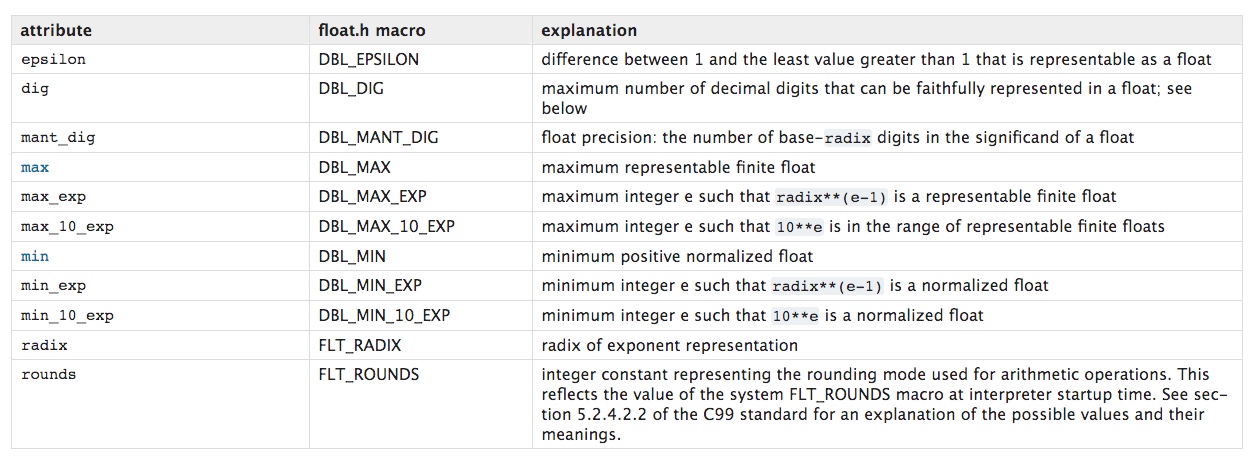 attribute float.h macro explanation
epsilon DBL_EPSILON difference between 1 and the least value greater than 1 that is representable as a float
dig DBL_DIG maximum number of decimal digits that can be faithfully represented in a float; see
below
mant_dig DBL_MANT_DIG float precision: the number of base-radix digits in the significand of a float
max DBL_MAX maximum representable finite float
max_exp DBL_MAX_EXP maximum integer e such that radix**(e-1) is a representable finite float
max_10_exp DBL_MAX_10_EXP maximum integer e such that 10**e is in the range of representable finite floats
min DBL_MIN minimum positive normalized float
min_exp DBL_MIN_EXP minimum integer e such that radix**(e-1) is a normalized float
min_10_exp DBL_MIN_10_EXP minimum integer e such that 10**e is a normalized float
radix FLT_RADIX radix of exponent representation
rounds FLT_ROUNDS integer constant representing the rounding mode used for arithmetic operations. This
reflects the value of the system FLT_ROUNDS macro at interpreter startup time. See sec-
tion 5.2.4.2.2 of the C99 standard for an explanation of the possible values and their
meanings.